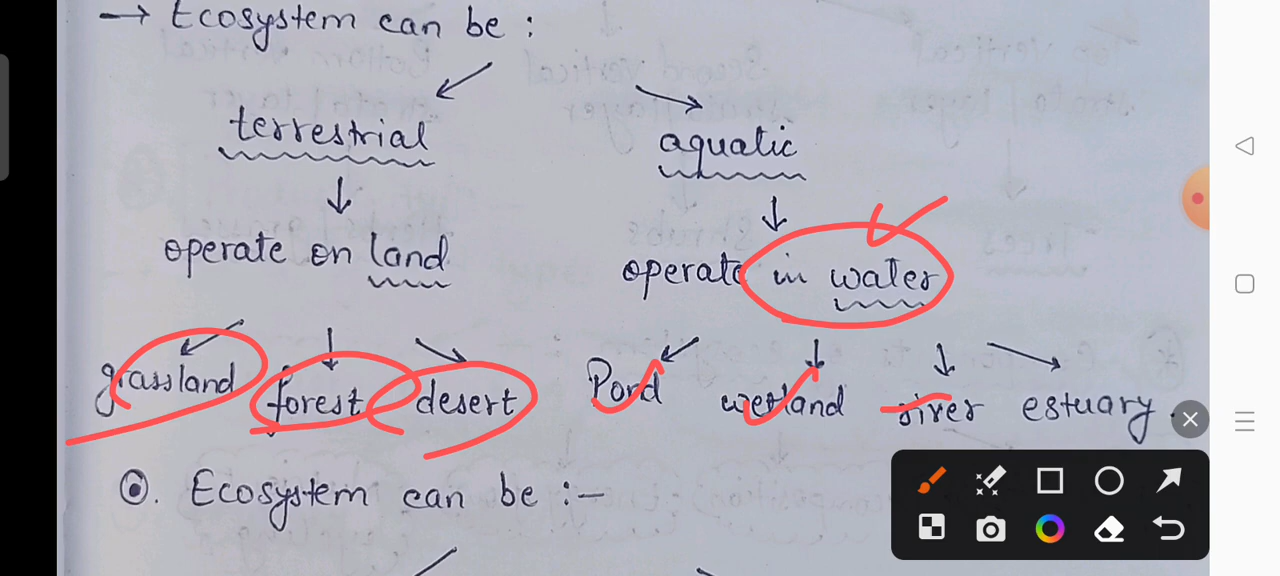 → Ecosystem can be :
terrestrial aquatic
operate on land operate in water
grassland forest desert Pond wetland river estuary.
⦿. Ecosystem can be :-